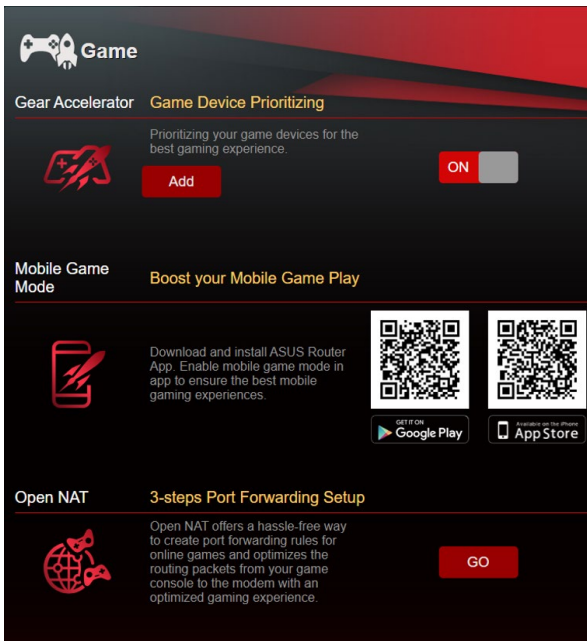 Game
Gear Accelerator
Game Device Prioritizing
Prioritizing your game devices for the
best gaming experience.
Add
ON
Mobile Game
Mode
Boost your Mobile Game Play
Download and install ASUS Router
App. Enable mobile game mode in
app to ensure the best mobile
gaming experiences.
GET IT ON
Google Play
Available on the iPhone
App Store
Open NAT
3-steps Port Forwarding Setup
Open NAT offers a hassle-free way
to create port forwarding rules for
online games and optimizes the
routing packets from your game
console to the modem with an
optimized gaming experience.
GO